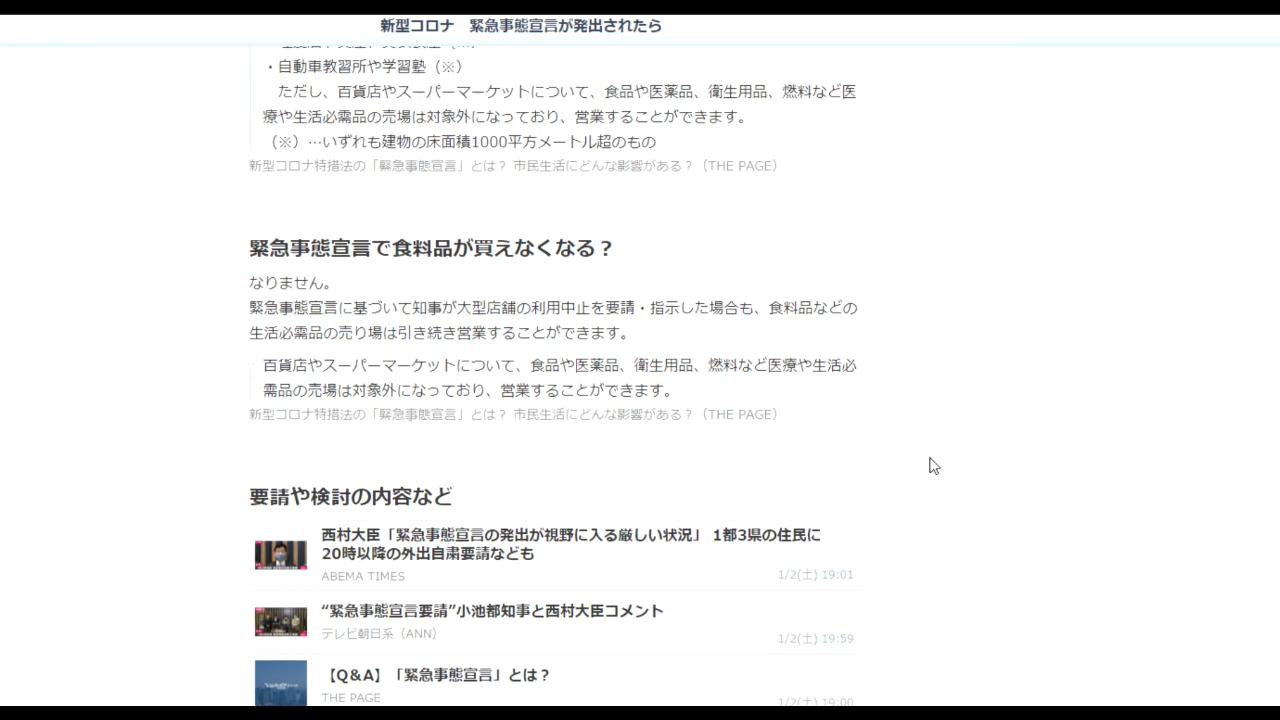 新型コロナ　緊急事態宣言が発出されたら
・自動車教習所や学習塾（※）
ただし、百貨店やスーパーマーケットについて、食品や医薬品、衛生用品、燃料など医
療や生活必需品の売場は対象外になっており、営業することができます。
（※）…いずれも建物の床面積1000平方メートル超のもの
新型コロナ特措法の「緊急事態宣言」とは？ 市民生活にどんな影響がある？（THE PAGE）
緊急事態宣言で食料品が買えなくなる？
なりません。
緊急事態宣言に基づいて知事が大型店舗の利用中止を要請・指示した場合も、食料品などの
生活必需品の売り場は引き続き営業することができます。
百貨店やスーパーマーケットについて、食品や医薬品、衛生用品、燃料など医療や生活必
需品の売場は対象外になっており、営業することができます。
新型コロナ特措法の「緊急事態宣言」とは？ 市民生活にどんな影響がある？（THE PAGE）
要請や検討の内容など
西村大臣「緊急事態宣言の発出が視野に入る厳しい状況」 1都3県の住民に
20時以降の外出自粛要請なども
ABEMA TIMES
1/2(土) 19:01
“緊急事態宣言要請”小池都知事と西村大臣コメント
テレビ朝日系（ANN）
1/2(土) 19:59
【Q&A】「緊急事態宣言」とは？
THE PAGE
1/2(土) 19:00